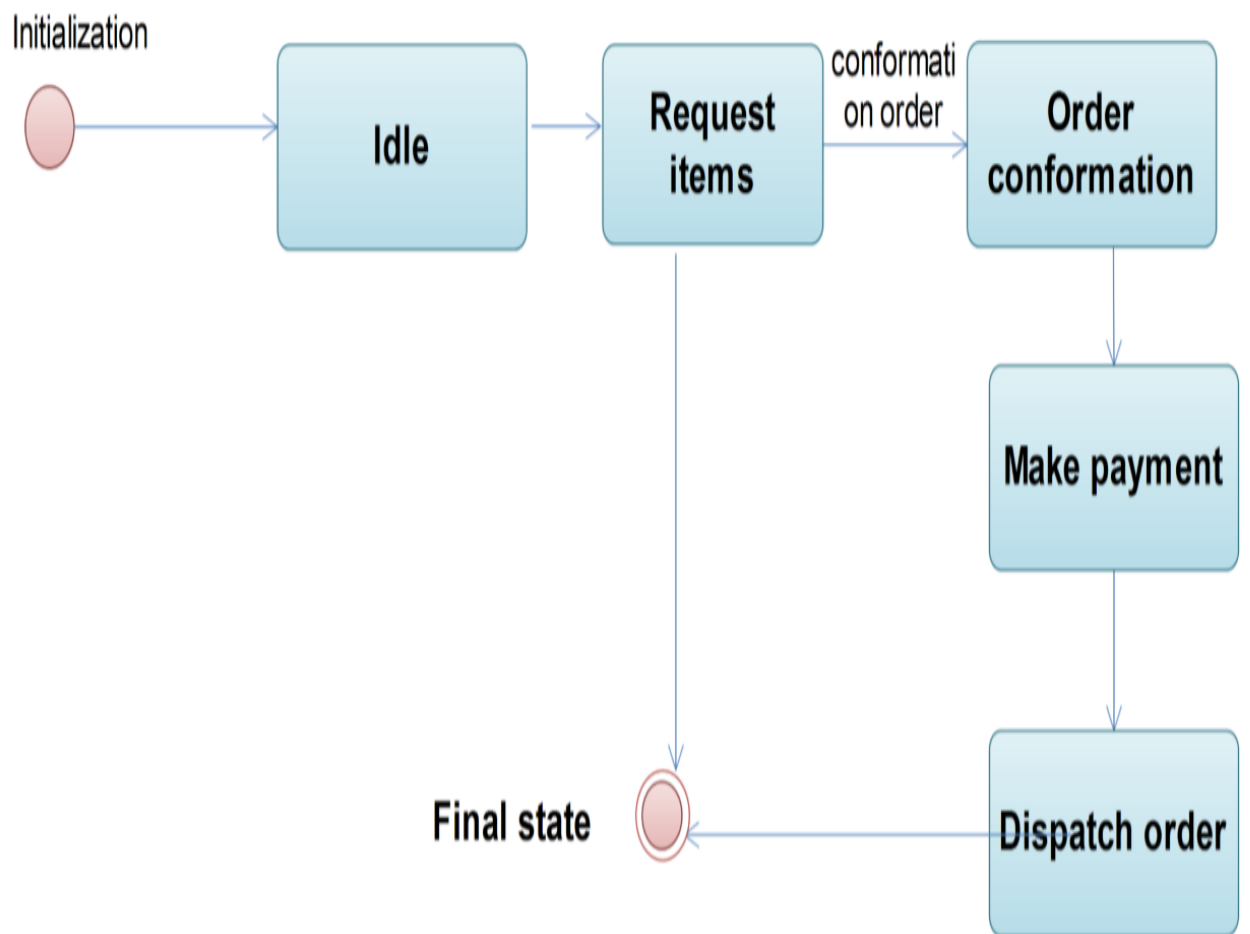 Initialization
Idle
Request
items
conformati
on order
Order
conformation
Make payment
Final state
Dispatch order